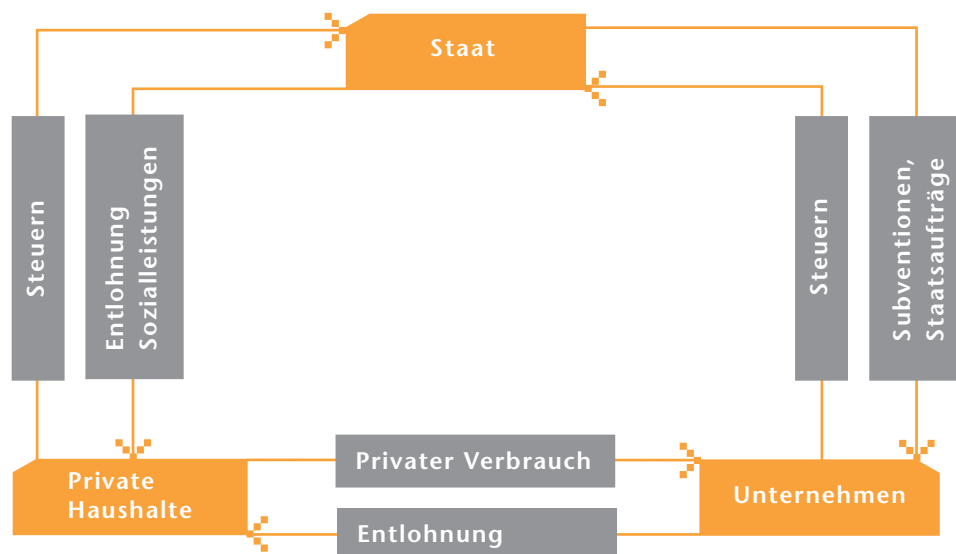 Staat
Steuern
Entlohnung
Sozialleistungen
Steuern
Subventionen,
Staatsaufträge
Privater Verbrauch
Private
Haushalte
Unternehmen
Entlohnung